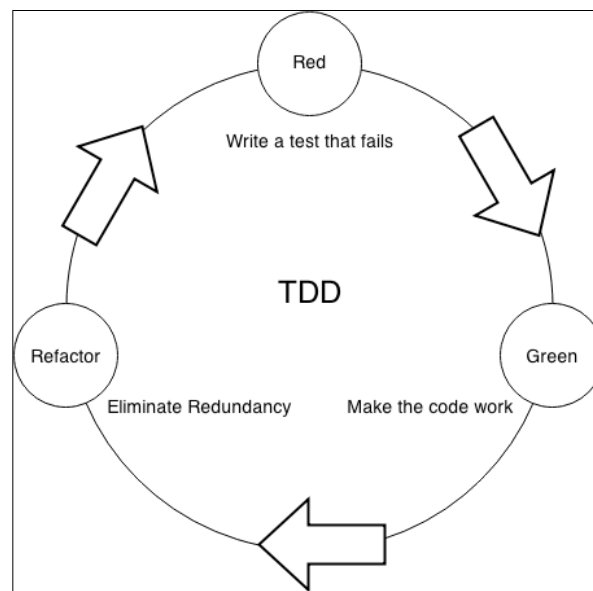 Red
Write a test that fails
TDD
Refactor
Green
Eliminate Redundancy
Make the code work